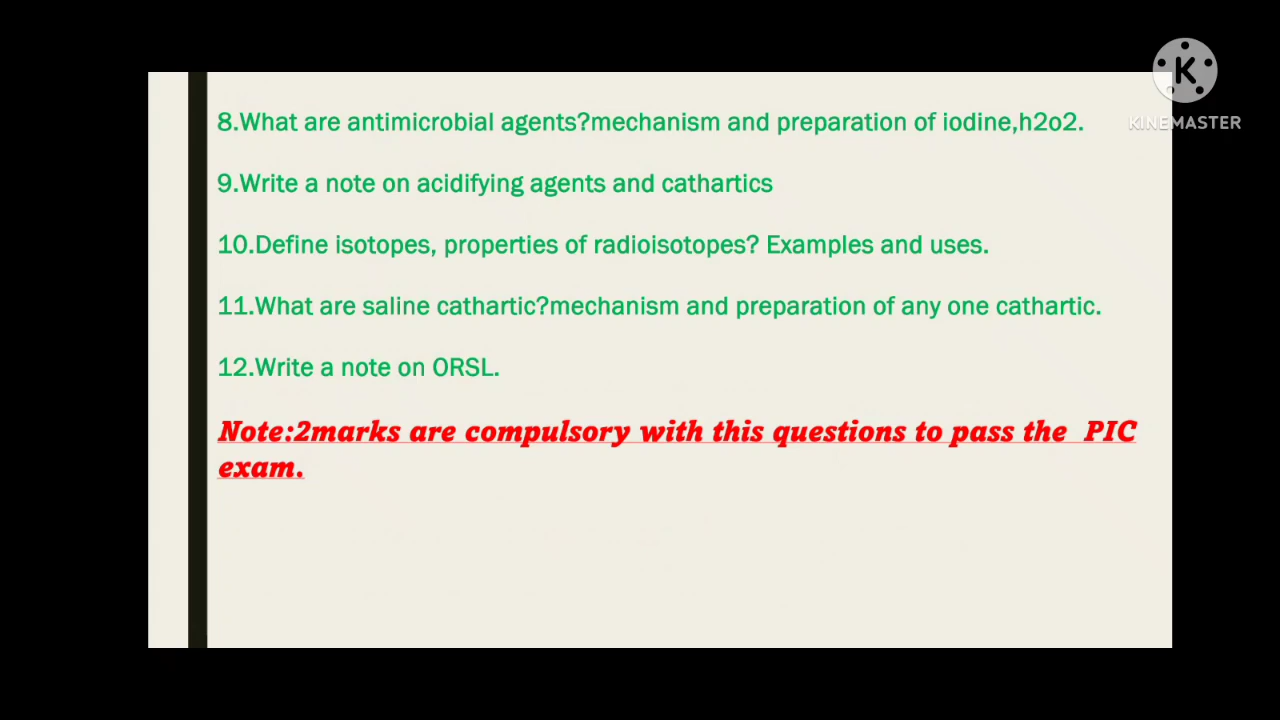 K
KINEMASTER
8.What are antimicrobial agents?mechanism and preparation of iodine,h2o2.
9.Write a note on acidifying agents and cathartics
10.Define isotopes, properties of radioisotopes? Examples and uses.
11.What are saline cathartic?mechanism and preparation of any one cathartic.
12.Write a note on ORSL.
Note:2marks are compulsory with this questions to pass the PIC
exam.